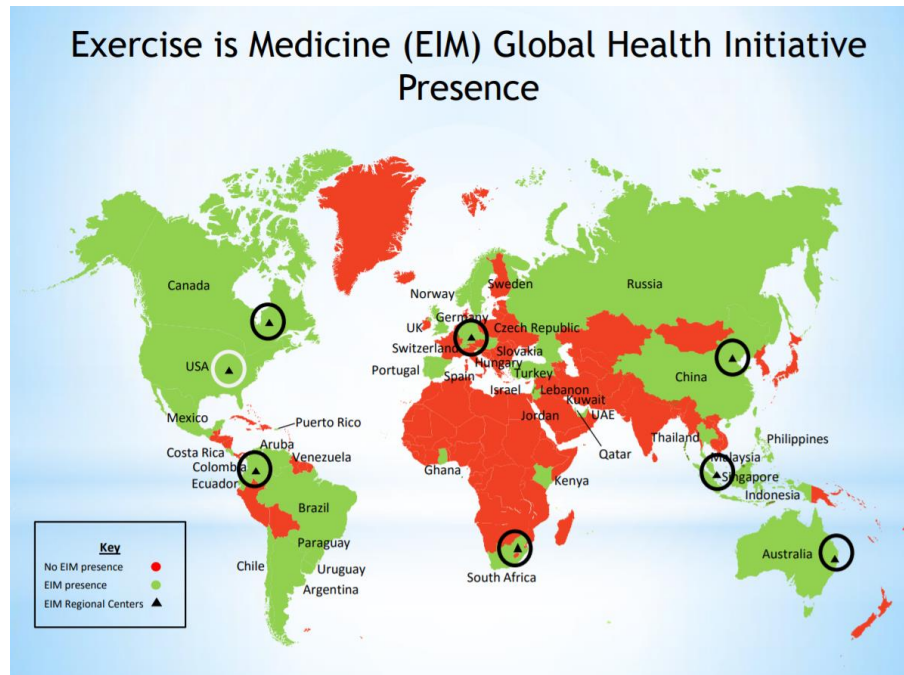 Exercise is Medicine (EIM) Global Health Initiative
Presence
Canada
Norway
Sweden
Russia
Germany
UK
Czech Republic
Switzerland
Slovakia
USA
Portugal
Spain
Hungary
Turkey
China
Israel
Lebanon
Kuwait
Mexico
Puerto Rico
Jordan
UAE
Costa Rica
Aruba
Qatar
Thailand
Philippines
Colombia
Venezuela
Ghana
Malaysia
Ecuador
Kenya
Singapore
Indonesia
Brazil
Key
No EIM presence
EIM presence
EIM Regional Centers
Paraguay
Chile
Uruguay
Argentina
South Africa
Australia